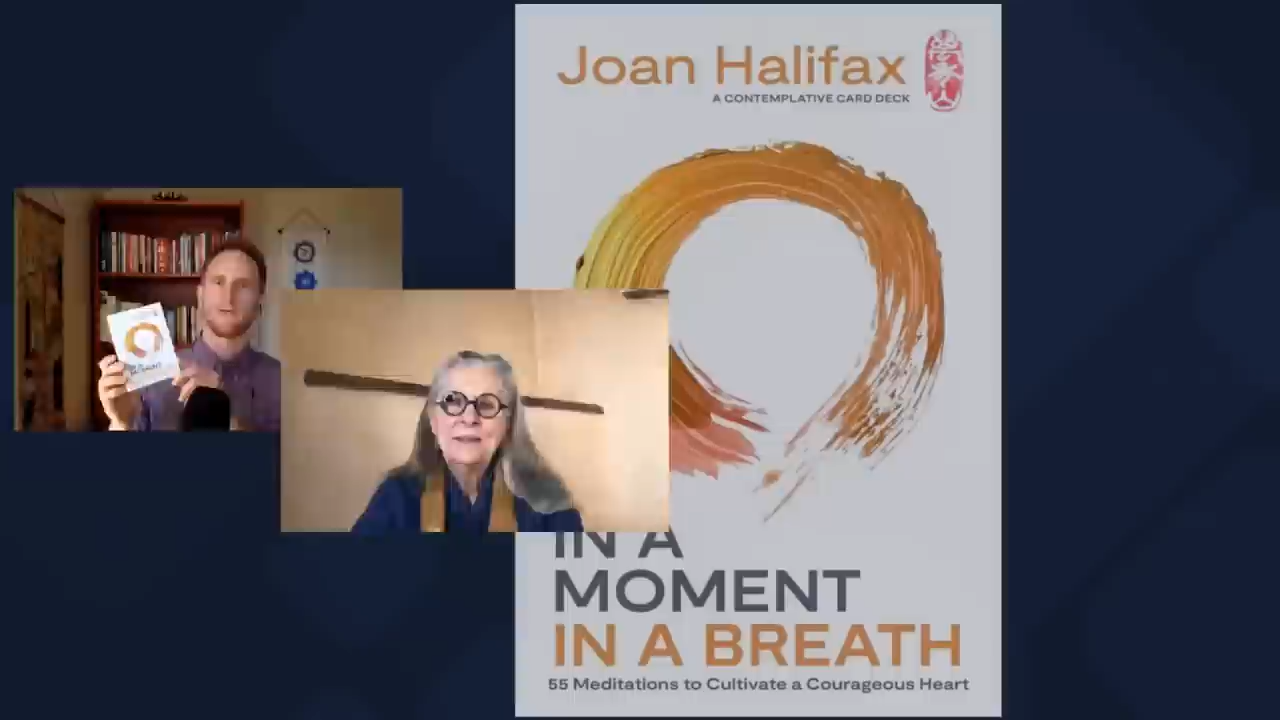 Joan Halifax
A CONTEMPLATIVE CARD DECK
IN A
MOMENT
IN A BREATH
55 Meditations to Cultivate a Courageous Heart